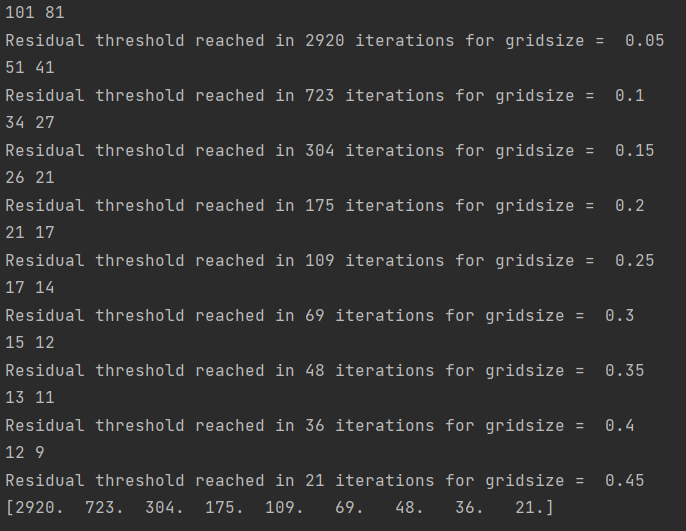 101 81
Residual threshold reached in 2920 iterations for gridsize =  0.05
51 41
Residual threshold reached in 723 iterations for gridsize =  0.1
34 27
Residual threshold reached in 304 iterations for gridsize =  0.15
26 21
Residual threshold reached in 175 iterations for gridsize =  0.2
21 17
Residual threshold reached in 109 iterations for gridsize =  0.25
17 14
Residual threshold reached in 69 iterations for gridsize =  0.3
15 12
Residual threshold reached in 48 iterations for gridsize =  0.35
13 11
Residual threshold reached in 36 iterations for gridsize =  0.4
12 9
Residual threshold reached in 21 iterations for gridsize =  0.45
[2920.  723.  304.  175.  109.   69.   48.   36.   21.]